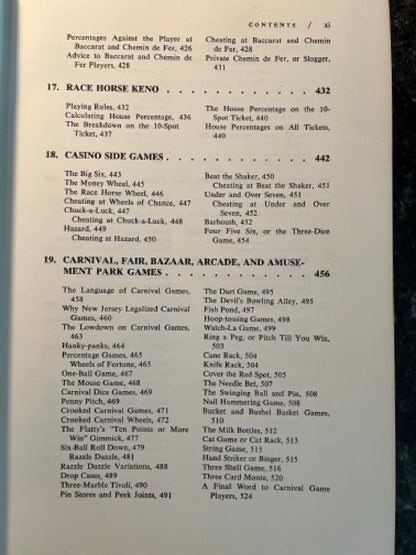 CONTENTS / xi
Percentages Against the Player at
Baccarat and Chemin de Fer, 426
Advice to Baccarat and Chemin de
Fer Players, 428
Cheating at Baccarat and Chemin
de Fer, 428
Private Chemin de Fer, or Slogger,
431
17. RACE HORSE KENO . . . . . . . . . . . 432
Playing Rules, 432
Calculating House Percentage, 436
The Breakdown on the 10-Spot
Ticket, 437
The House Percentage on the 10-
Spot Ticket, 440
House Percentages on All Tickets,
440
18. CASINO SIDE GAMES . . . . . . . . . . . 442
The Big Six, 443
The Money Wheel, 445
The Race Horse Wheel, 446
Cheating at Wheels of Chance, 447
Chuck-a-Luck, 447
Cheating at Chuck-a-Luck, 448
Hazard, 449
Cheating at Hazard, 450
Beat the Shaker, 450
Cheating at Beat the Shaker, 451
Under and Over Seven, 451
Cheating at Under and Over
Seven, 452
Barbouth, 452
Four Five Six, or the Three-Dice
Game, 454
19. CARNIVAL, FAIR, BAZAAR, ARCADE, AND AMUSE-
MENT PARK GAMES . . . . . . . . . . . 456
The Language of Carnival Games,
458
Why New Jersey Legalized Carnival
Games, 460
The Lowdown on Carnival Games,
463
Hanky-panks, 464
Percentage Games, 465
Wheels of Fortune, 465
One-Ball Game, 467
The Mouse Game, 468
Carnival Dice Games, 469
Penny Pitch, 469
Crooked Carnival Games, 471
Crooked Carnival Wheels, 472
The Flatty's "Ten Points or More
Win" Gimmick, 477
Six-Ball Roll Down, 479
Razzle Dazzle, 481
Razzle Dazzle Variations, 488
Drop Cases, 489
Three-Marble Tivoli, 490
Pin Stores and Peek Joints, 491
The Dart Game, 495
The Devil's Bowling Alley, 495
Fish Pond, 497
Hoop-tossing Games, 498
Watch-La Game, 499
Ring a Peg, or Pitch Till You Win,
503
Cane Rack, 504
Knife Rack, 504
Cover the Red Spot, 505
The Needle Bet, 507
The Swinging Ball and Pin, 508
Nail Hammering Game, 508
Bucket and Bushel Basket Games,
510
The Milk Bottles, 512
Cat Game or Cat Rack, 513
String Game, 515
Hand Striker or Binger, 515
Three Shell Game, 516
Three Card Monte, 520
A Final Word to Carnival Game
Players, 524